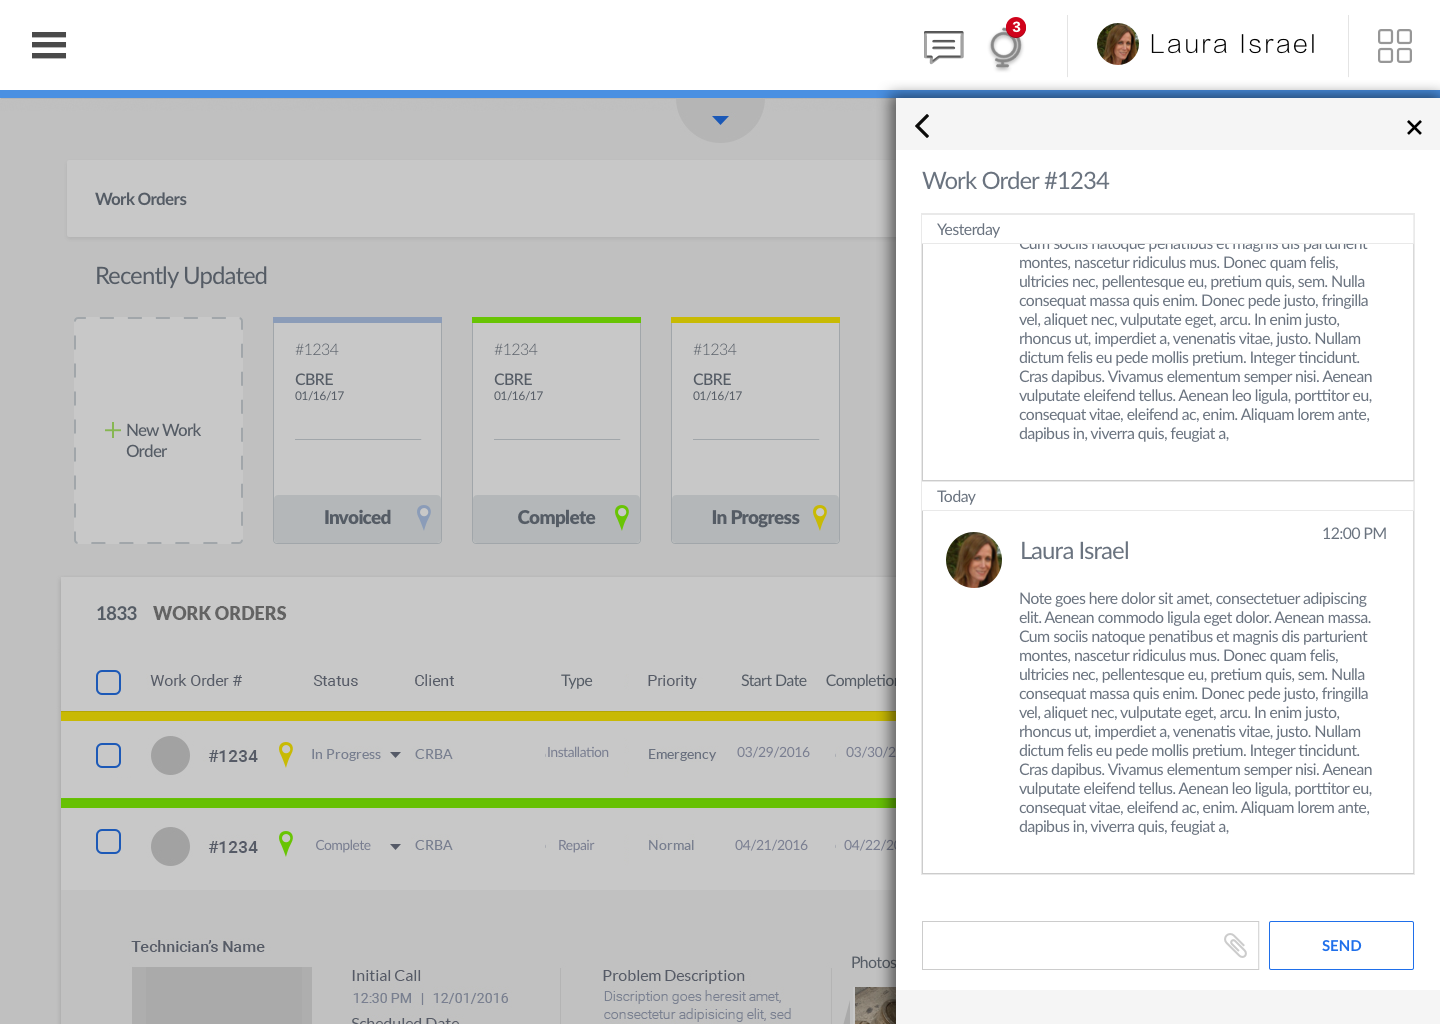 3
Laura Israel
Work Orders
Recently Updated
New Work
Order
#1234
CBRE
01/16/17
Invoiced
#1234
CBRE
01/16/17
Complete
#1234
CBRE
01/16/17
In Progress
1833 WORK ORDERS
Work Order # Status Client Type Priority Start Date Completion
#1234 In Progress CRBA Installation Emergency 03/29/2016 03/30/2
#1234 Complete CRBA Repair Normal 04/21/2016 04/22/20
Technician's Name
Initial Call
12:30 PM | 12/01/2016
Scheduled Date
Problem Description
Discription goes heresit amet,
consectetur adipisicing elit, sed
Photos
Work Order #1234
Yesterday
Cum sociis natoque penatibus et magnis dis parturient
montes, nascetur ridiculus mus. Donec quam felis,
ultricies nec, pellentesque eu, pretium quis, sem. Nulla
consequat massa quis enim. Donec pede justo, fringilla
vel, aliquet nec, vulputate eget, arcu. In enim justo,
rhoncus ut, imperdiet a, venenatis vitae, justo. Nullam
dictum felis eu pede mollis pretium. Integer tincidunt.
Cras dapibus. Vivamus elementum semper nisi. Aenean
vulputate eleifend tellus. Aenean leo ligula, porttitor eu,
consequat vitae, eleifend ac, enim. Aliquam lorem ante,
dapibus in, viverra quis, feugiat a,
Today
12:00 PM
Laura Israel
Note goes here dolor sit amet, consectetuer adipiscing
elit. Aenean commodo ligula eget dolor. Aenean massa.
Cum sociis natoque penatibus et magnis dis parturient
montes, nascetur ridiculus mus. Donec quam felis,
ultricies nec, pellentesque eu, pretium quis, sem. Nulla
consequat massa quis enim. Donec pede justo, fringilla
vel, aliquet nec, vulputate eget, arcu. In enim justo,
rhoncus ut, imperdiet a, venenatis vitae, justo. Nullam
dictum felis eu pede mollis pretium. Integer tincidunt.
Cras dapibus. Vivamus elementum semper nisi. Aenean
vulputate eleifend tellus. Aenean leo ligula, porttitor eu,
consequat vitae, eleifend ac, enim. Aliquam lorem ante,
dapibus in, viverra quis, feugiat a,
SEND